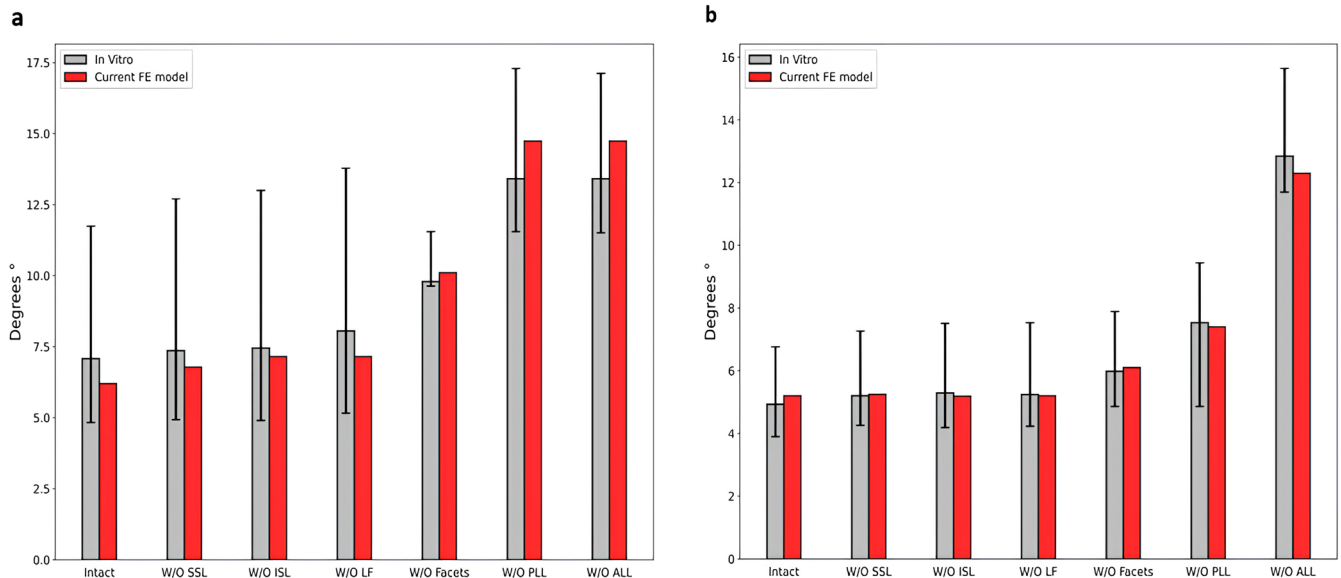 a
In Vitro
Current FE model
Degrees °
17.5
15.0
12.5
10.0
7.5
5.0
2.5
0.0
Intact W/O SSL W/O ISL W/O LF W/O Facets W/O PLL W/O ALL
b
In Vitro
Current FE model
Degrees °
16
14
12
10
8
6
4
2
0
Intact W/O SSL W/O ISL W/O LF W/O Facets W/O PLL W/O ALL